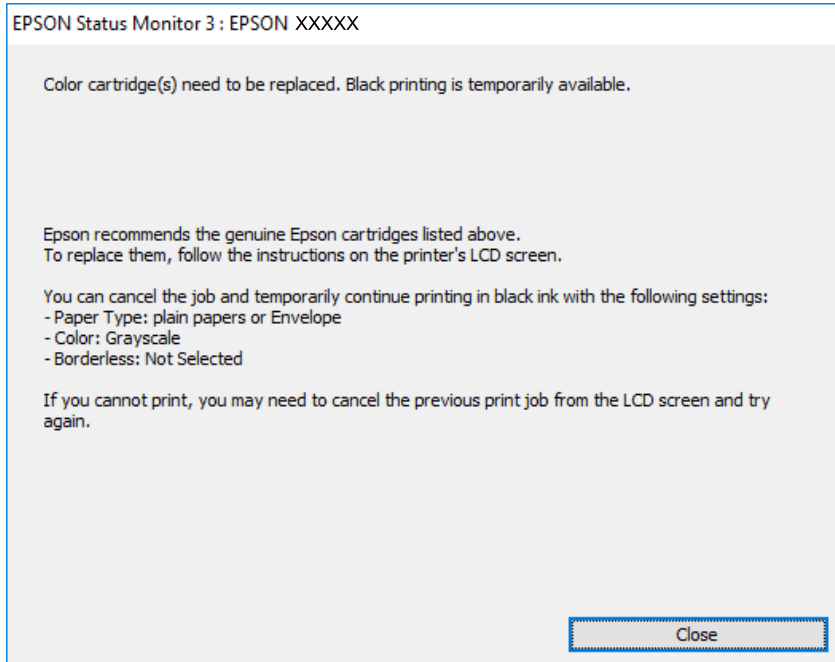 EPSON Status Monitor 3 : EPSON XXXXX
Color cartridge(s) need to be replaced. Black printing is temporarily available.
Epson recommends the genuine Epson cartridges listed above.
To replace them, follow the instructions on the printer's LCD screen.
You can cancel the job and temporarily continue printing in black ink with the following settings:
- Paper Type: plain papers or Envelope
- Color: Grayscale
- Borderless: Not Selected
If you cannot print, you may need to cancel the previous print job from the LCD screen and try
again.
Close